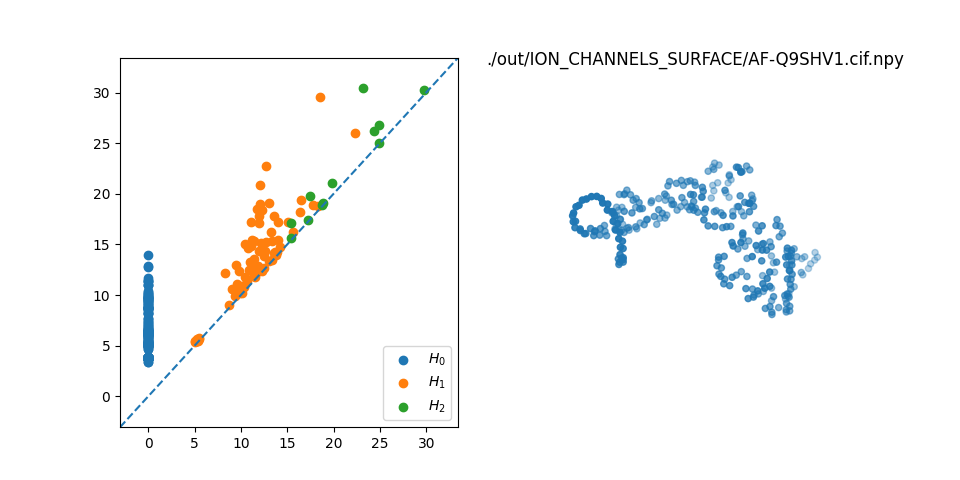 ./out/ION_CHANNELS_SURFACE/AF-Q9SHV1.cif.npy
30
25
20
15
10
5
0
H₀
H₁
H₂
0 5 10 15 20 25 30